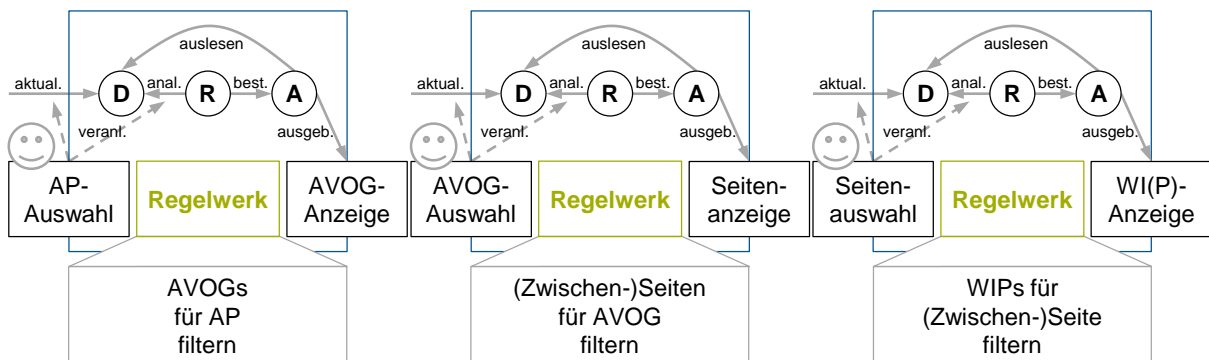 auslesen
aktual.
D
anal.
R
best.
A
veranl.
ausgeb.
AP-
Auswahl
Regelwerk
AVOG-
Anzeige
AVOGs
für AP
filtern
auslesen
aktual.
D
anal.
R
best.
A
veranl.
ausgeb.
AVOG-
Auswahl
Regelwerk
Seiten-
anzeige
(Zwischen-)Seiten
für AVOG
filtern
auslesen
aktual.
D
anal.
R
best.
A
veranl.
ausgeb.
Seiten-
auswahl
Regelwerk
WI(P)-
Anzeige
WIPs für
(Zwischen-)Seite
filtern